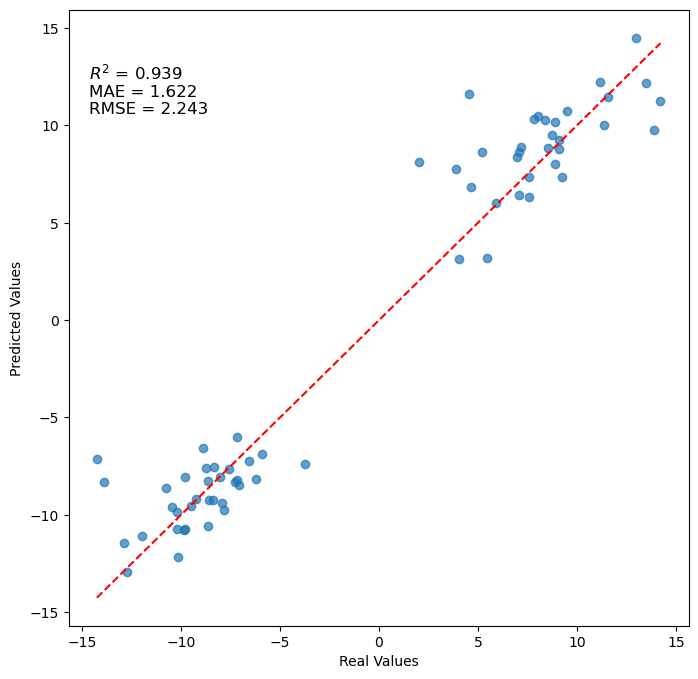 15
10
5
0
−5
−10
−15
Predicted Values
R² = 0.939
MAE = 1.622
RMSE = 2.243
−15 −10 −5 0 5 10 15
Real Values